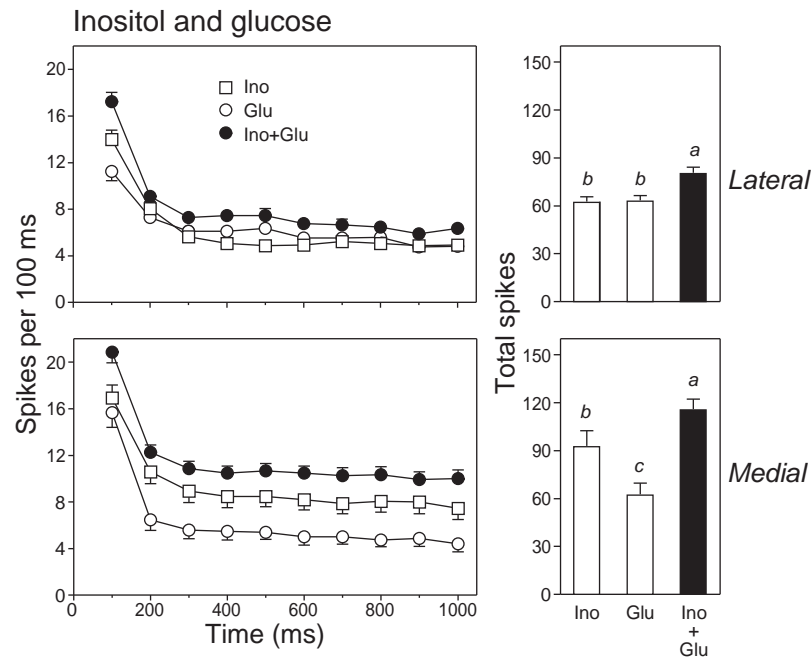 Inositol and glucose
20
16
12
8
4
0
Ino
Glu
Ino+Glu
150
120
90
60
30
0
b
b
a
Lateral
Spikes per 100 ms
Total spikes
20
16
12
8
4
0
0
200
400
600
800
1000
Time (ms)
150
120
90
60
30
0
b
c
a
Medial
Ino
Glu
Ino
+
Glu